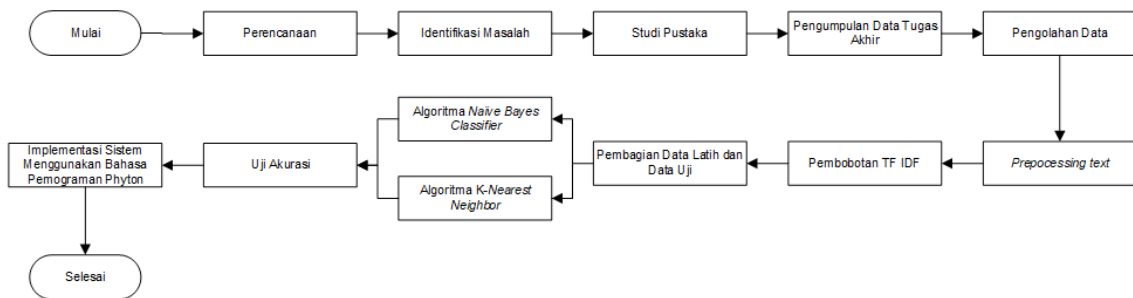 Mulai
Perencanaan
Identifikasi Masalah
Studi Pustaka
Pengumpulan Data Tugas
Akhir
Pengolahan Data
Prepocessing text
Pembobotan TF IDF
Pembagian Data Latih dan
Data Uji
Algoritma Naïve Bayes
Classifier
Algoritma K-Nearest
Neighbor
Uji Akurasi
Implementasi Sistem
Menggunakan Bahasa
Pemograman Phyton
Selesai